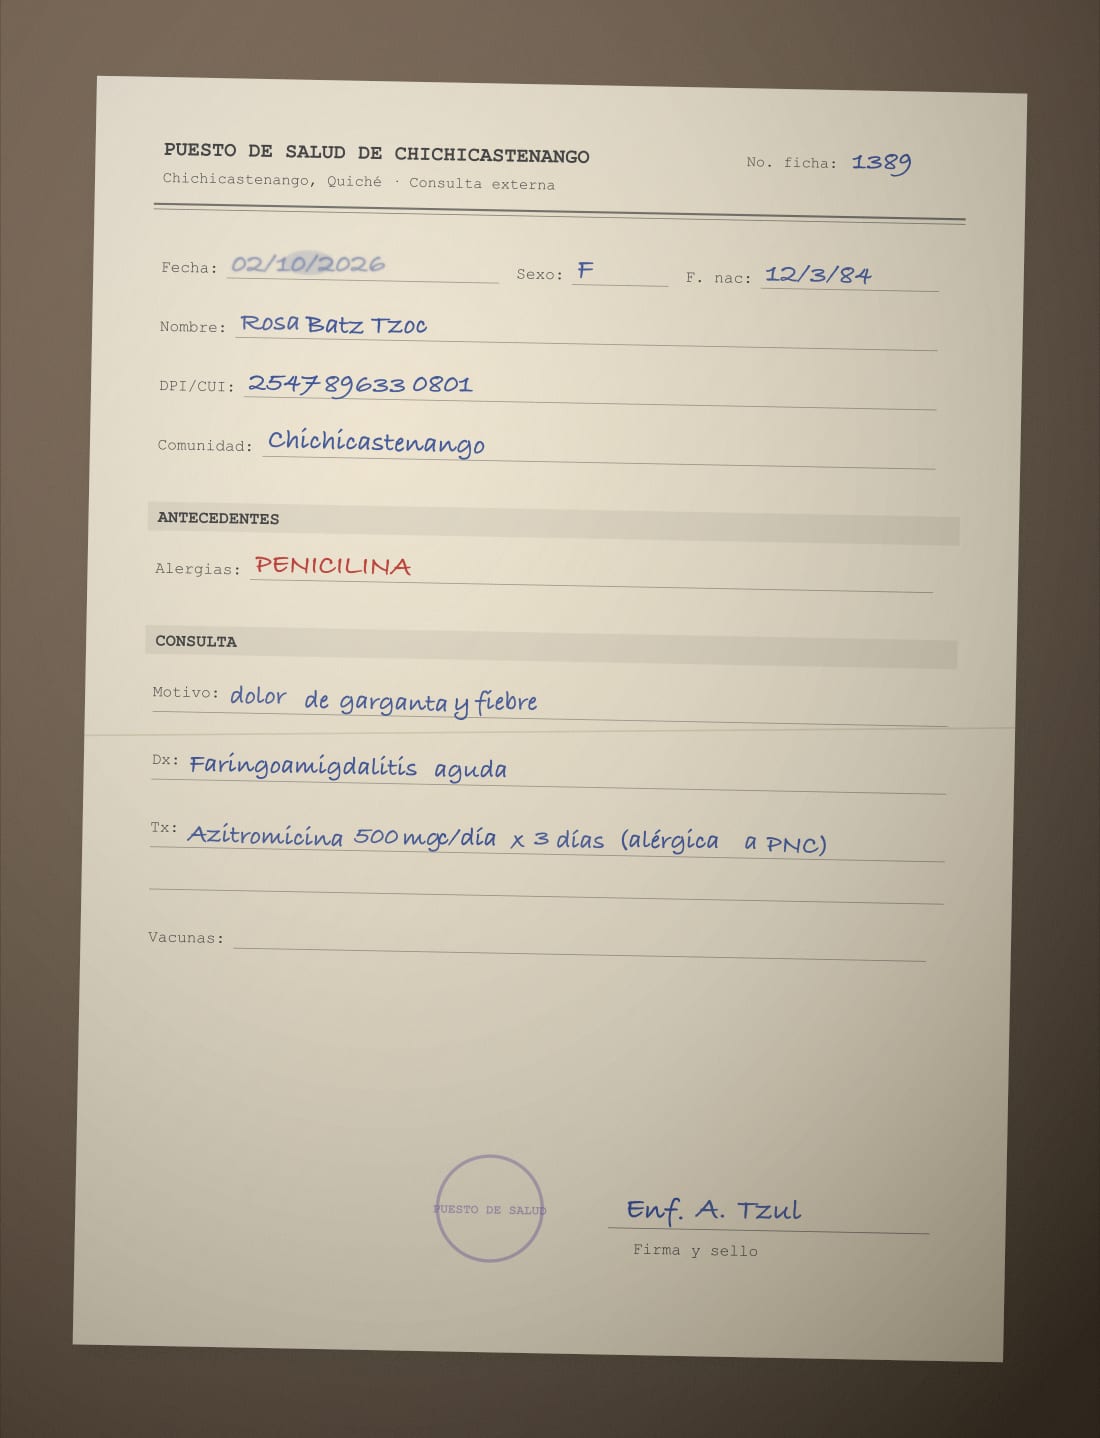 PUESTO DE SALUD DE CHICHICASTENANGO
No. ficha: 1389
Chichicastenango, Quiché · Consulta externa
Fecha: 02/10/2026 Sexo: F F. nac: 12/3/84
Nombre: Rosa Batz Tzoc
DPI/CUI: 2547 89633 0801
Comunidad: Chichicastenango
ANTECEDENTES
Alergias: PENICILINA
CONSULTA
Motivo: dolor de garganta y fiebre
Dx: Faringoamigdalitis aguda
Tx: Azitromicina 500 mg/día x 3 días (alérgica a PNC)
Vacunas:
PUESTO DE SALUD
Enf. A. Tzul
Firma y sello